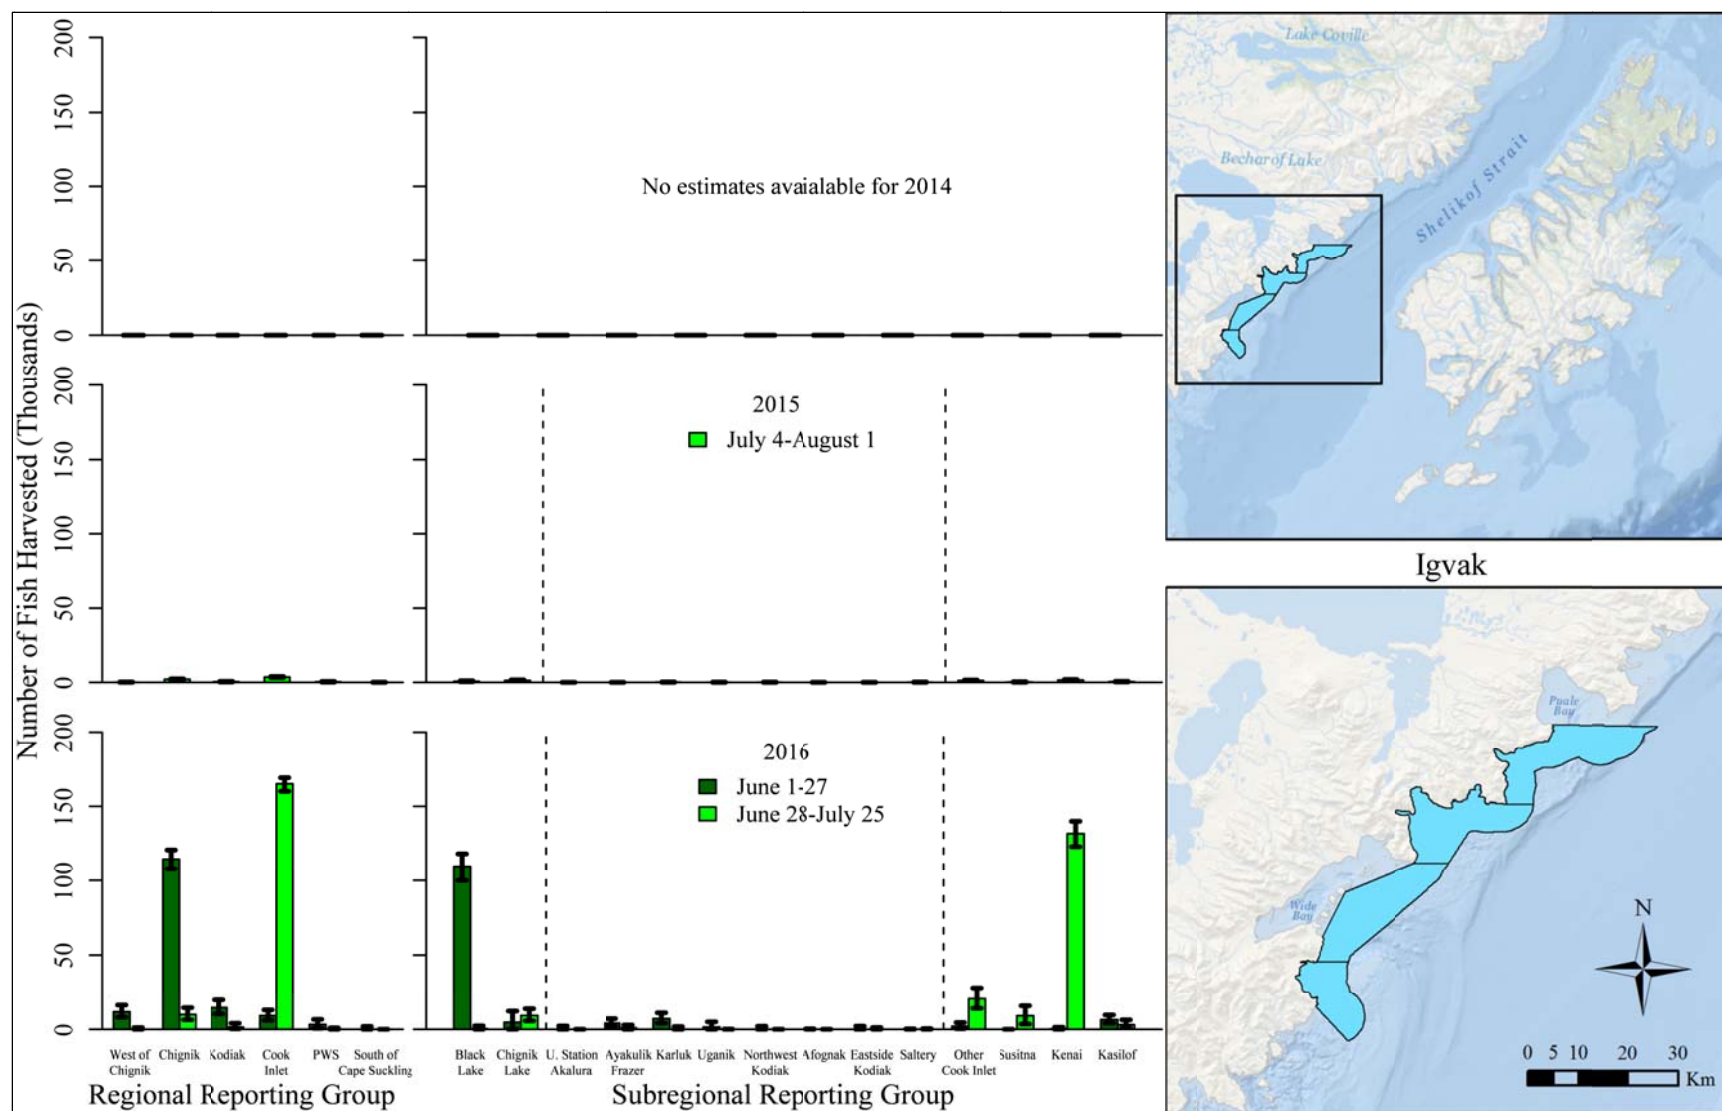 Number of Fish Harvested (Thousands)
200
150
100
50
0
No estimates avaialable for 2014
200
150
100
50
0
2015
July 4-August 1
200
150
100
50
0
2016
June 1-27
June 28-July 25
West of
Chignik
Chignik
Kodiak
Cook
Inlet
PWS
South of
Cape Suckling
Regional Reporting Group
Black
Lake
Chignik
Lake
U. Station
Akalura
Ayakulik
Frazer
Karluk
Uganik
Northwest
Kodiak
Afognak
Eastside
Kodiak
Saltery
Other
Cook Inlet
Susitna
Kenai
Kasilof
Subregional Reporting Group
Lake Coville
Becharof Lake
Shelikof Strait
Igvak
Puale
Bay
Wide
Bay
N
0 5 10 20 30
Km